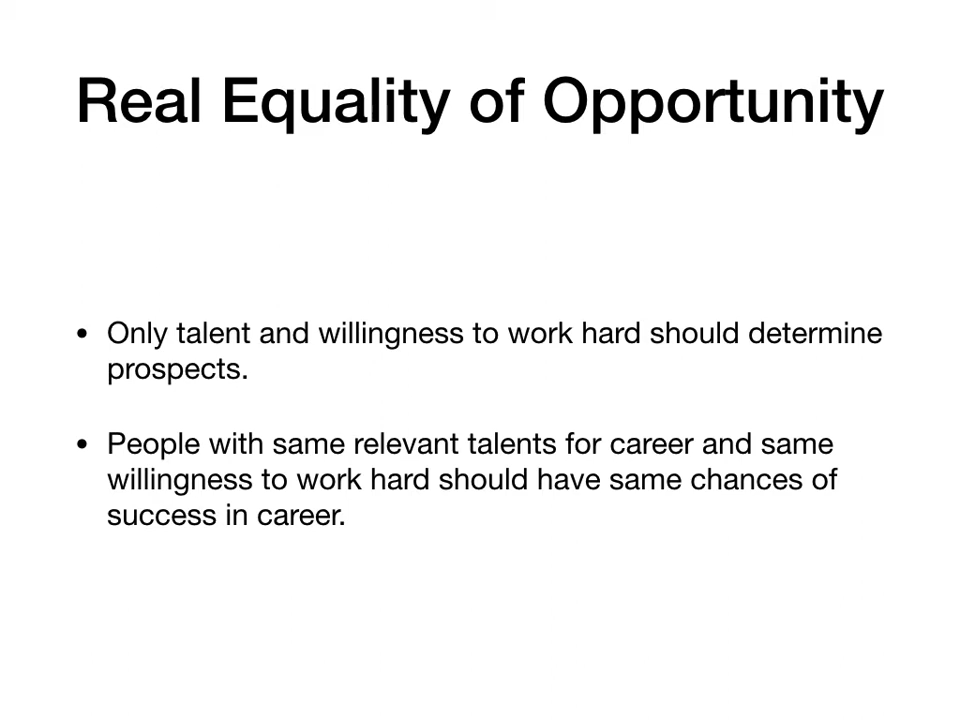 Real Equality of Opportunity
• Only talent and willingness to work hard should determine
prospects.
• People with same relevant talents for career and same
willingness to work hard should have same chances of
success in career.